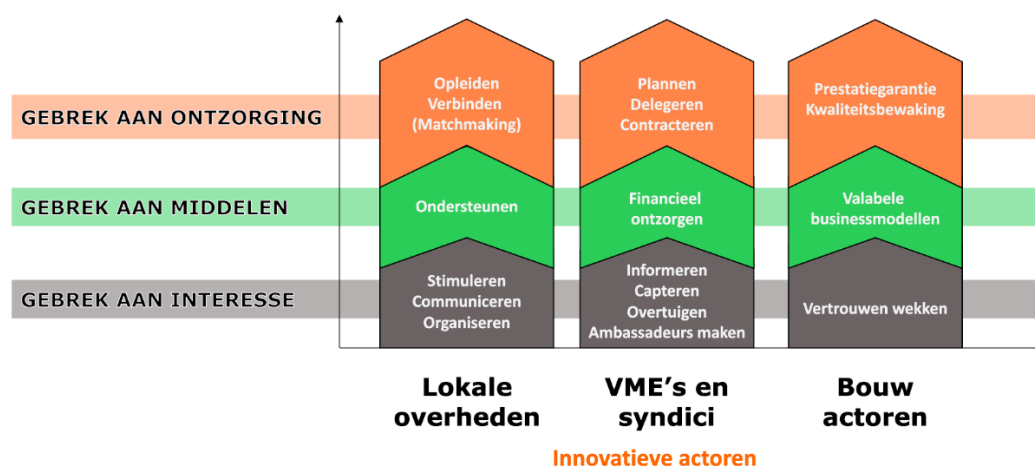 GEBREK AAN ONTZORGING
Opleiden
Verbinden
(Matchmaking)
Plannen
Delegeren
Contracteren
Prestatiegarantie
Kwaliteitsbewaking
GEBREK AAN MIDDELEN
Ondersteunen
Financieel
ontzorgen
Valabele
businessmodellen
GEBREK AAN INTERESSE
Stimuleren
Communiceren
Organiseren
Informeren
Capteren
Overtuigen
Ambassadeurs maken
Vertrouwen wekken
Lokale
overheden
VME’s en
syndici
Bouw
actoren
Innovatieve actoren